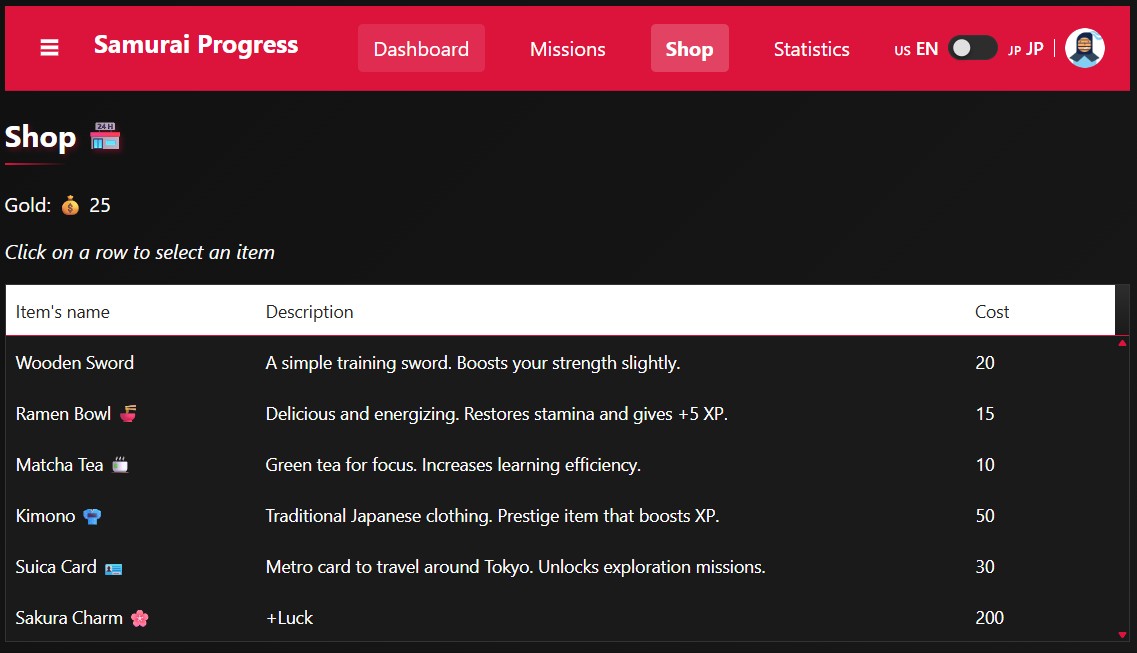 Samurai Progress Dashboard Missions Shop Statistics US EN JP JP
Shop 24H
Gold: 25
Click on a row to select an item
Item's name Description Cost
Wooden Sword A simple training sword. Boosts your strength slightly. 20
Ramen Bowl Delicious and energizing. Restores stamina and gives +5 XP. 15
Matcha Tea Green tea for focus. Increases learning efficiency. 10
Kimono Traditional Japanese clothing. Prestige item that boosts XP. 50
Suica Card Metro card to travel around Tokyo. Unlocks exploration missions. 30
Sakura Charm +Luck 200